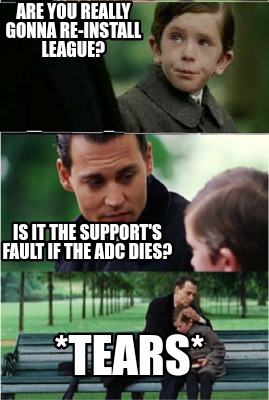 ARE YOU REALLY
GONNA RE-INSTALL
LEAGUE?
IS IT THE SUPPORT'S
FAULT IF THE ADC DIES?
*TEARS*